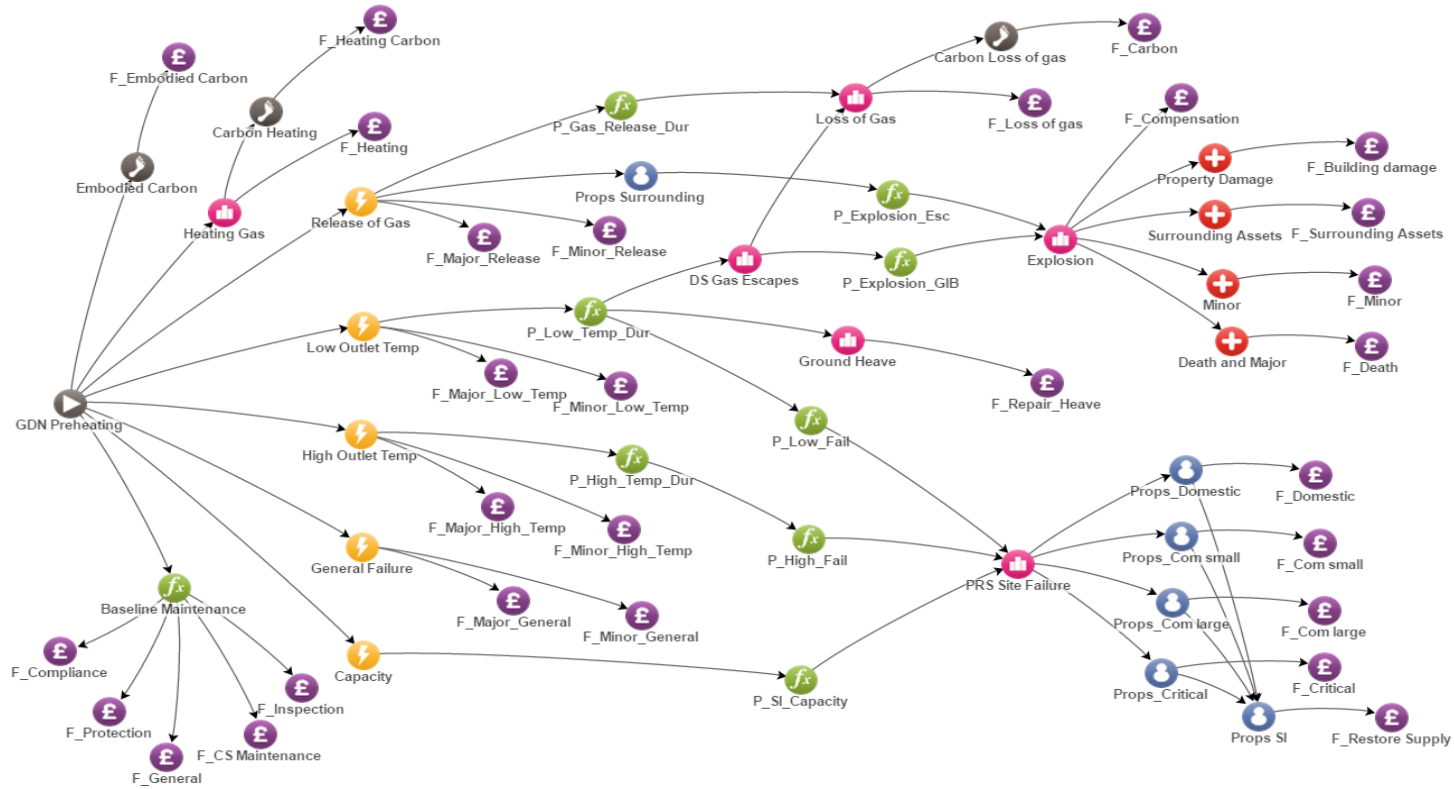 F_Heating Carbon
F_Embodied Carbon
Carbon Loss of gas
F_Carbon
Carbon Heating
F_Heating
P_Gas_Release_Dur
Loss of Gas
F_Loss of gas
F_Compensation
Embodied Carbon
Property Damage
F_Building damage
Props Surrounding
Heating Gas
Release of Gas
P_Explosion_Esc
Surrounding Assets
F_Surrounding Assets
F_Major_Release
F_Minor_Release
Explosion
DS Gas Escapes
P_Explosion_GIB
Minor
F_Minor
Low Outlet Temp
P_Low_Temp_Dur
Ground Heave
Death and Major
F_Death
F_Major_Low_Temp
F_Minor_Low_Temp
F_Repair_Heave
GDN Preheating
High Outlet Temp
P_Low_Fail
P_High_Temp_Dur
Props_Domestic
F_Domestic
F_Major_High_Temp
F_Minor_High_Temp
P_High_Fail
Props_Com small
F_Com small
General Failure
PRS Site Failure
Baseline Maintenance
F_Major_General
F_Minor_General
Props_Com large
F_Com large
F_Compliance
Capacity
P_SI_Capacity
Props_Critical
F_Critical
F_Inspection
F_Protection
F_CS Maintenance
F_General
Props SI
F_Restore Supply